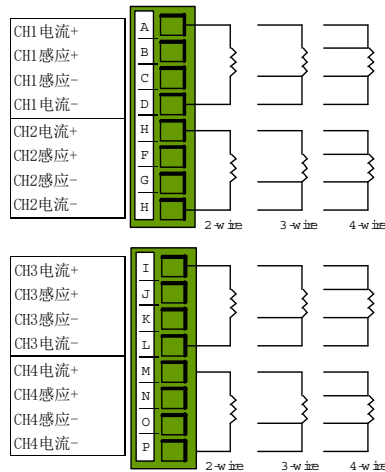 CH1电流+ A
CH1感应+ B
CH1感应- C
CH1电流- D
CH2电流+ H
CH2感应+ F
CH2感应- G
CH2电流- H
2-wire 3-wire 4-wire
CH3电流+ I
CH3感应+ J
CH3感应- K
CH3电流- L
CH4电流+ M
CH4感应+ N
CH4感应- O
CH4电流- P
2-wire 3-wire 4-wire